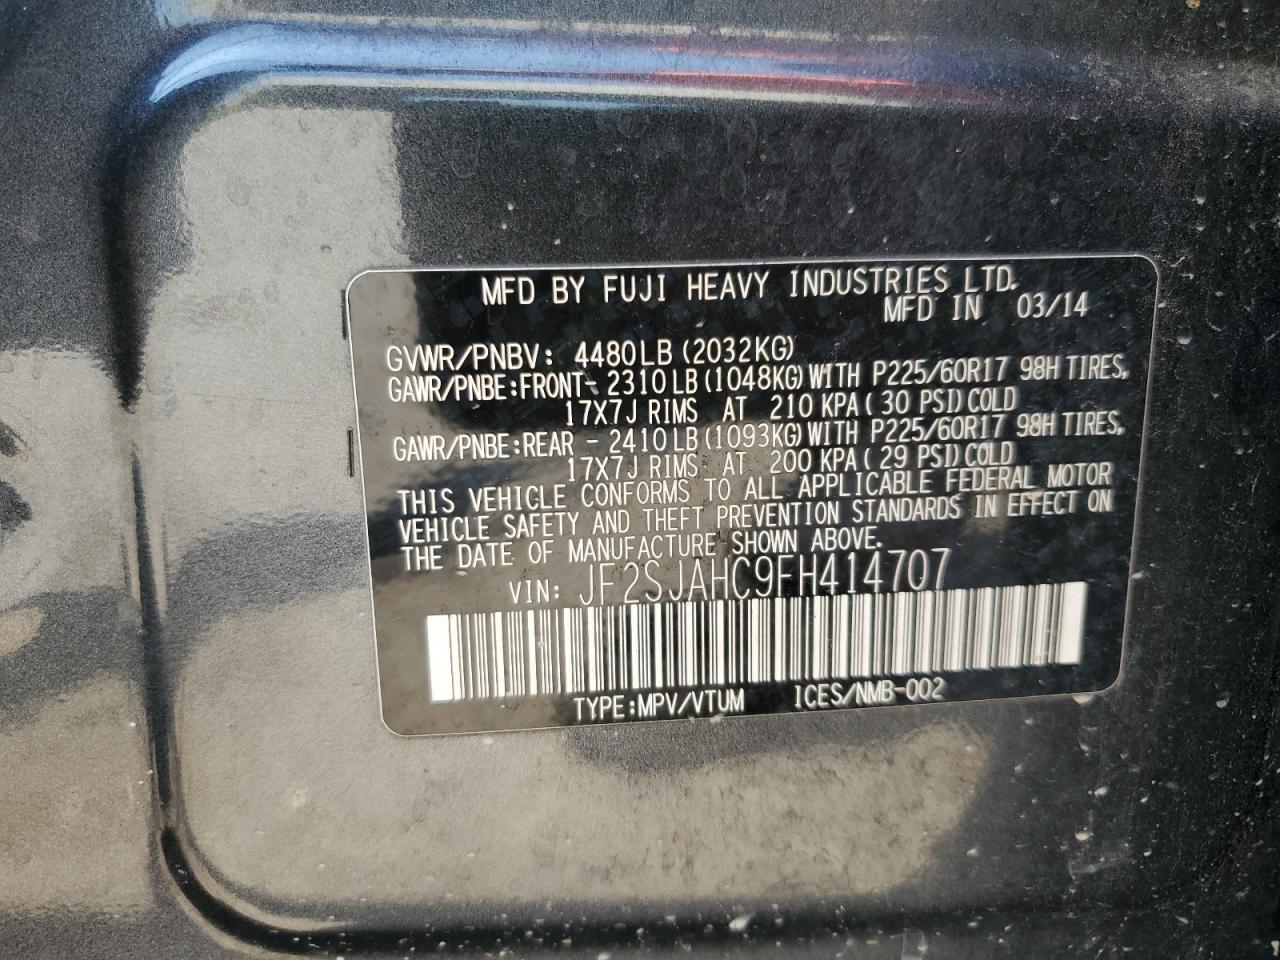 MFD BY FUJI HEAVY INDUSTRIES LTD.
MFD IN 03/14
GVWR/PNBV: 4480LB(2032KG)
GAWR/PNBE:FRONT- 2310LB(1048KG)WITH P225/60R17 98H TIRES,
17X7J RIMS AT 210 KPA( 30 PSI)COLD
GAWR/PNBE:REAR - 2410LB(1093KG)WITH P225/60R17 98H TIRES,
17X7J RIMS AT 200 KPA( 29 PSI)COLD
THIS VEHICLE CONFORMS TO ALL APPLICABLE FEDERAL MOTOR
VEHICLE SAFETY AND THEFT PREVENTION STANDARDS IN EFFECT ON
THE DATE OF MANUFACTURE SHOWN ABOVE.
VIN: JF2SJAHC9FH414707
TYPE:MPV/VTUM ICES/NMB-002